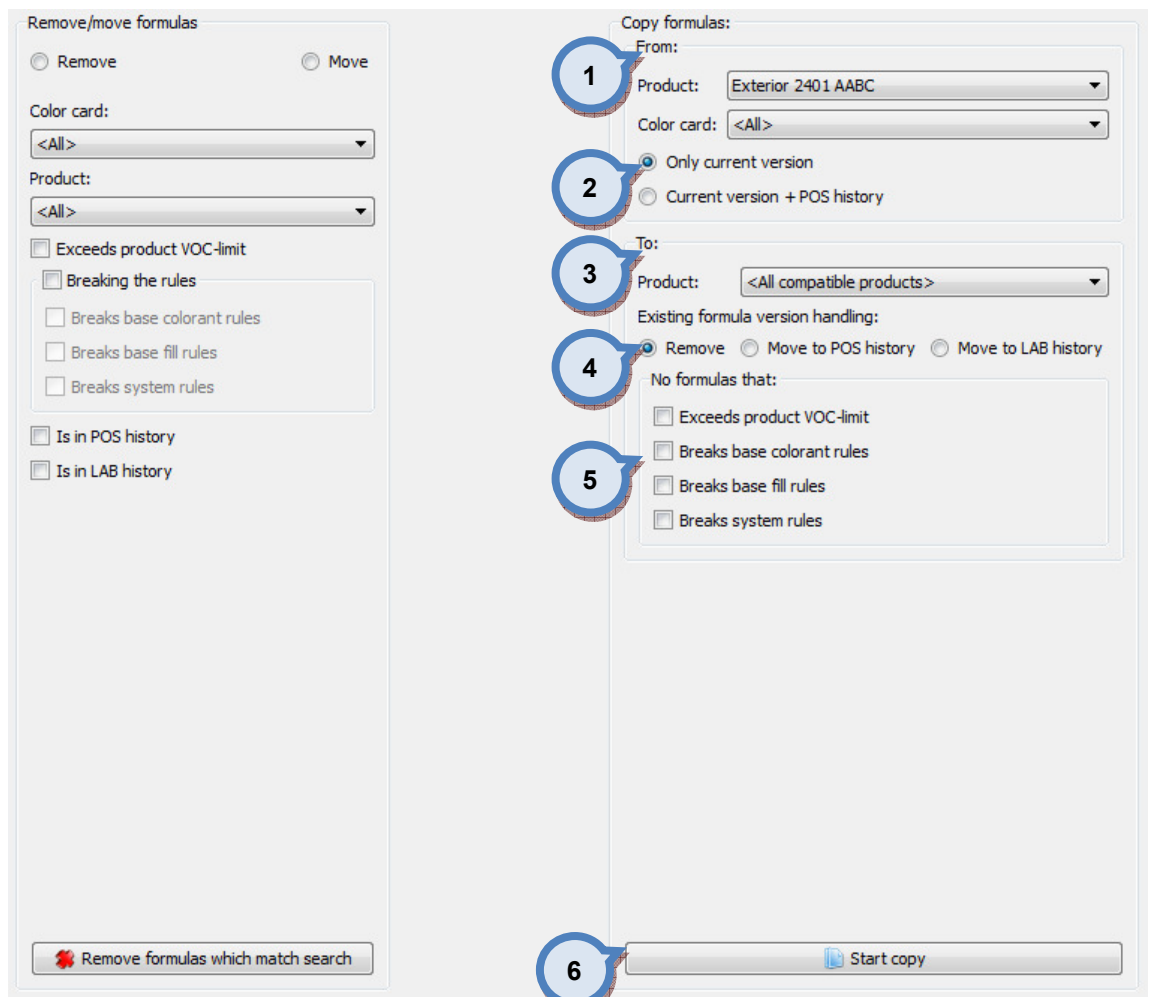 Remove/move formulas
Remove Move
Color card:
<All>
Product:
<All>
Exceeds product VOC-limit
Breaking the rules
Breaks base colorant rules
Breaks base fill rules
Breaks system rules
Is in POS history
Is in LAB history
Remove formulas which match search
Copy formulas:
From:
1
Product: Exterior 2401 AABC
Color card: <All>
Only current version
2
Current version + POS history
To:
3
Product: <All compatible products>
Existing formula version handling:
Remove Move to POS history Move to LAB history
4
No formulas that:
Exceeds product VOC-limit
Breaks base colorant rules
5
Breaks base fill rules
Breaks system rules
6
Start copy